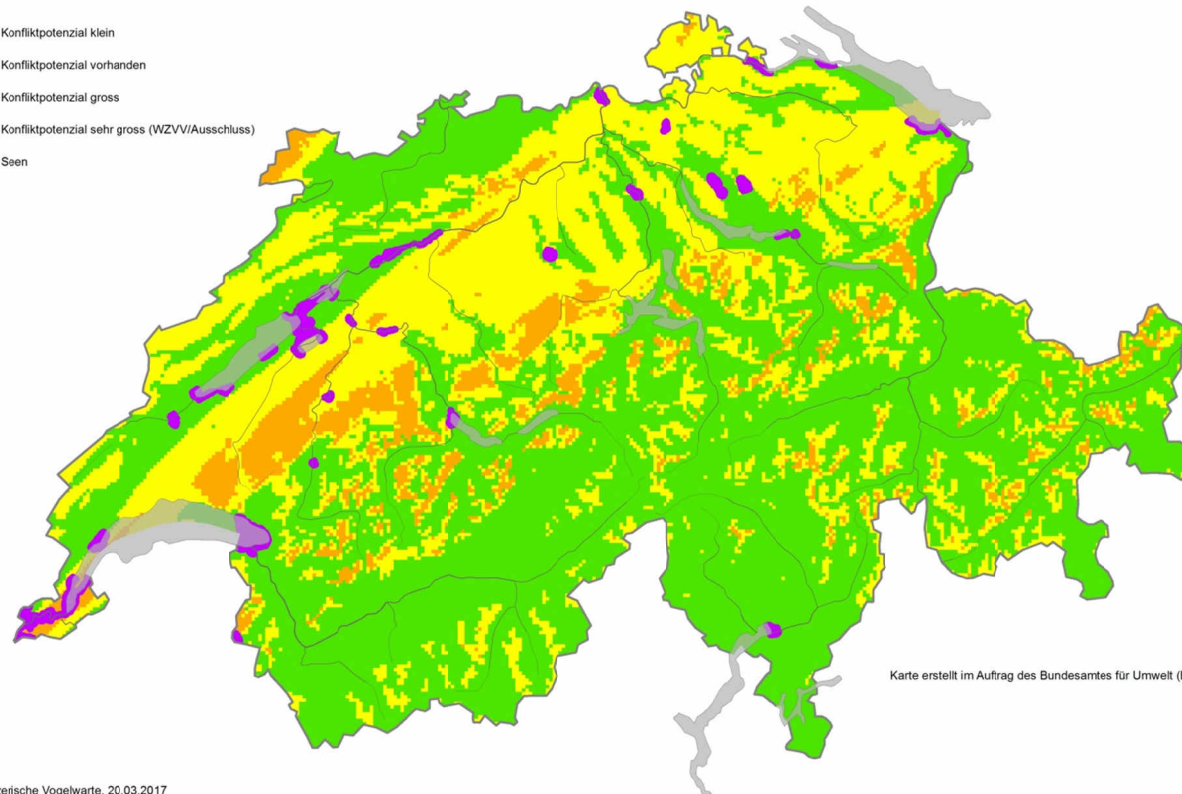 Konfliktpotenzial klein
Konfliktpotenzial vorhanden
Konfliktpotenzial gross
Konfliktpotenzial sehr gross (WZVV/Ausschluss)
Seen
Karte erstellt im Auftrag des Bundesamtes für Umwelt (
Vogelwarte, 20.03.2017